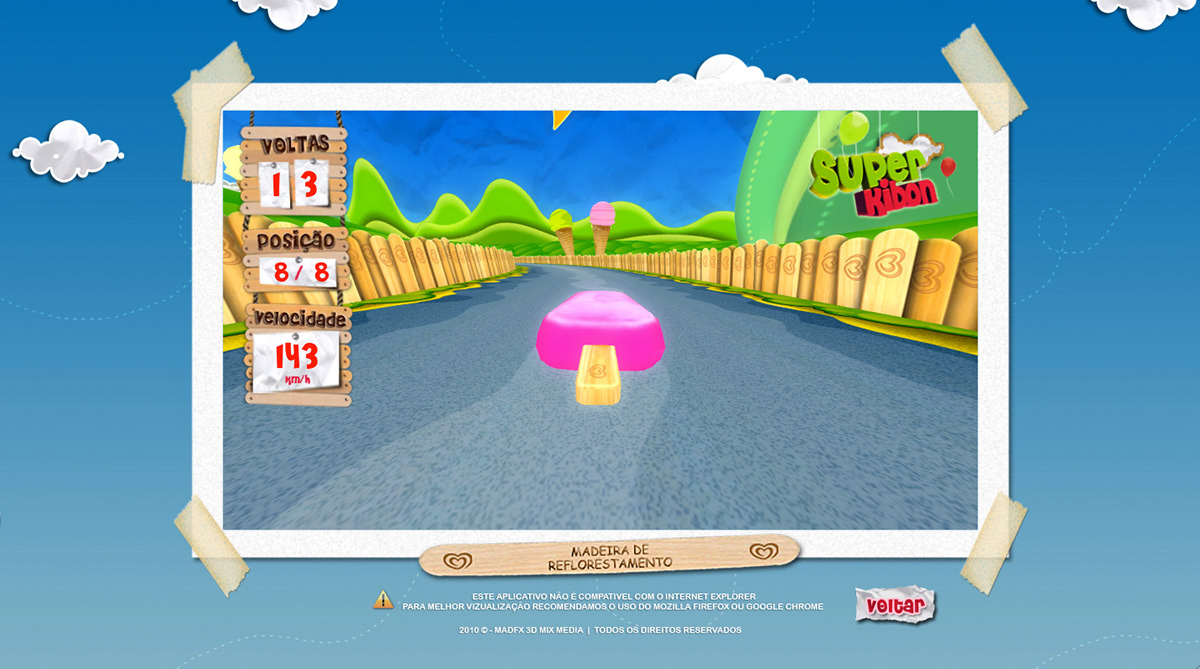 VOLTAS
1 3
POSIÇÃO
8 / 8
Velocidade
143
KM/H
Super
Kibon
MADEIRA DE
REFLORESTAMENTO
ESTE APLICATIVO NÃO É COMPATIVEL COM O INTERNET EXPLORER
PARA MELHOR VIZUALIZAÇÃO RECOMENDAMOS O USO DO MOZILLA FIREFOX OU GOOGLE CHROME
voltar
2010 © - MADFX 3D MIX MEDIA | TODOS OS DIREITOS RESERVADOS